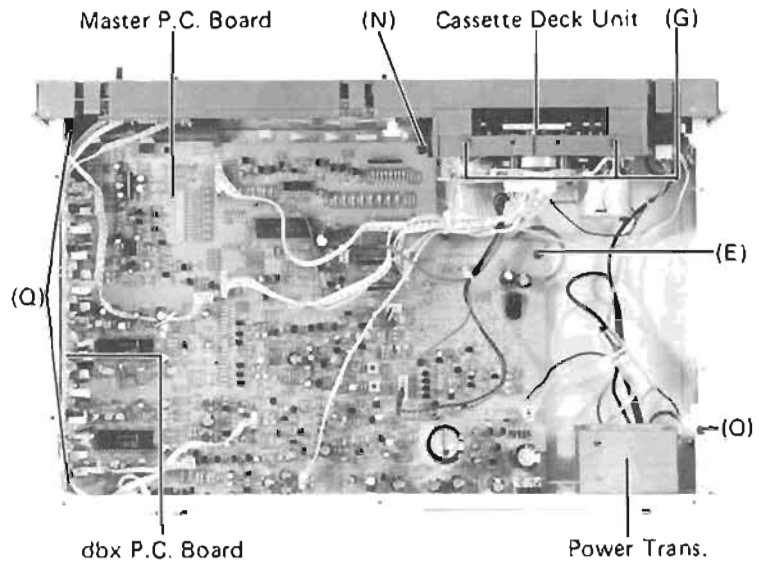 Master P.C. Board (N) Cassette Deck Unit (G)
(E)
(Q)
(O)
dbx P.C. Board Power Trans.